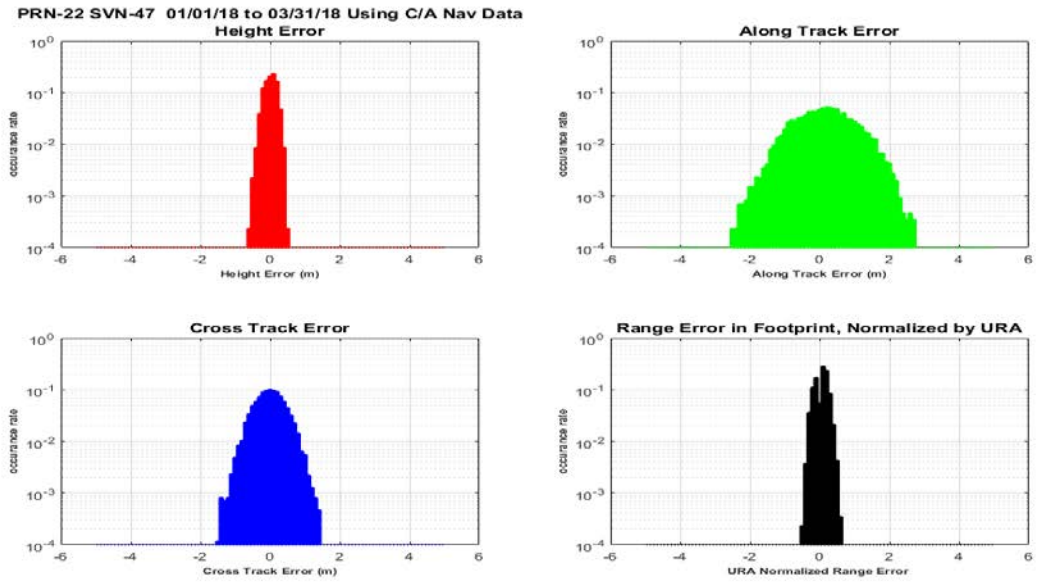 PRN-22 SVN-47 01/01/18 to 03/31/18 Using C/A Nav Data
Height Error
10^0
10^-1
10^-2
10^-3
10^-4
occurance rate
-6 -4 -2 0 2 4 6
Height Error (m)
Along Track Error
10^0
10^-1
10^-2
10^-3
10^-4
occurance rate
-6 -4 -2 0 2 4 6
Along Track Error (m)
Cross Track Error
10^0
10^-1
10^-2
10^-3
10^-4
occurance rate
-6 -4 -2 0 2 4 6
Cross Track Error (m)
Range Error in Footprint, Normalized by URA
10^0
10^-1
10^-2
10^-3
10^-4
occurance rate
-6 -4 -2 0 2 4 6
URA Normalized Range Error